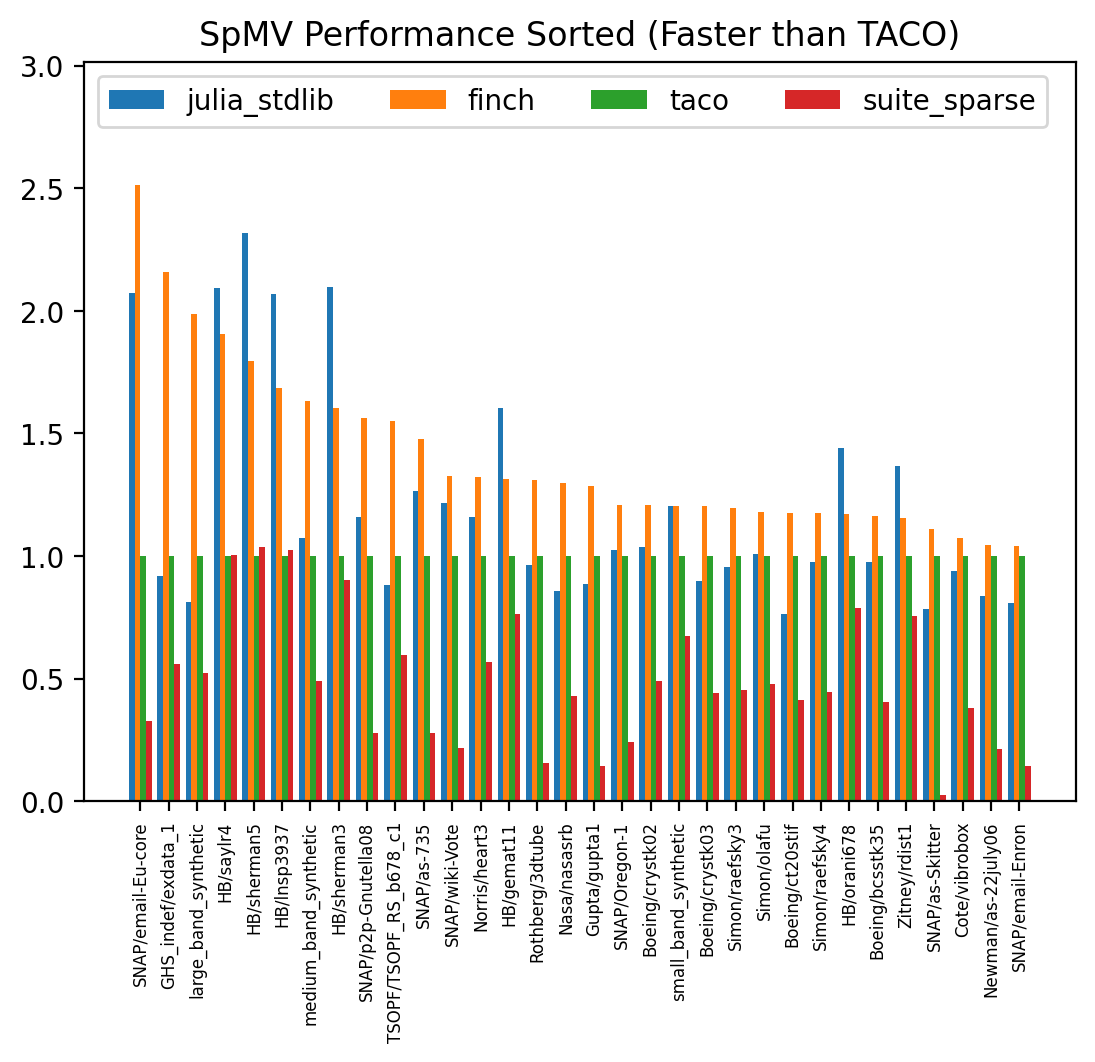 SpMV Performance Sorted (Faster than TACO)
julia_stdlib finch taco suite_sparse
3.0
2.5
2.0
1.5
1.0
0.5
0.0
SNAP/email-Eu-core
GHS_indef/exdata_1
large_band_synthetic
HB/saylr4
HB/sherman5
HB/lnsp3937
medium_band_synthetic
HB/sherman3
SNAP/p2p-Gnutella08
TSOPF/TSOPF_RS_b678_c1
SNAP/as-735
SNAP/wiki-Vote
Norris/heart3
HB/gemat11
Rothberg/3dtube
Nasa/nasasrb
Gupta/gupta1
SNAP/Oregon-1
Boeing/crystk02
small_band_synthetic
Boeing/crystk03
Simon/raefsky3
Simon/olafu
Boeing/ct20stif
Simon/raefsky4
HB/orani678
Boeing/bcsstk35
Zitney/rdist1
SNAP/as-Skitter
Cote/vibrobox
Newman/as-22july06
SNAP/email-Enron